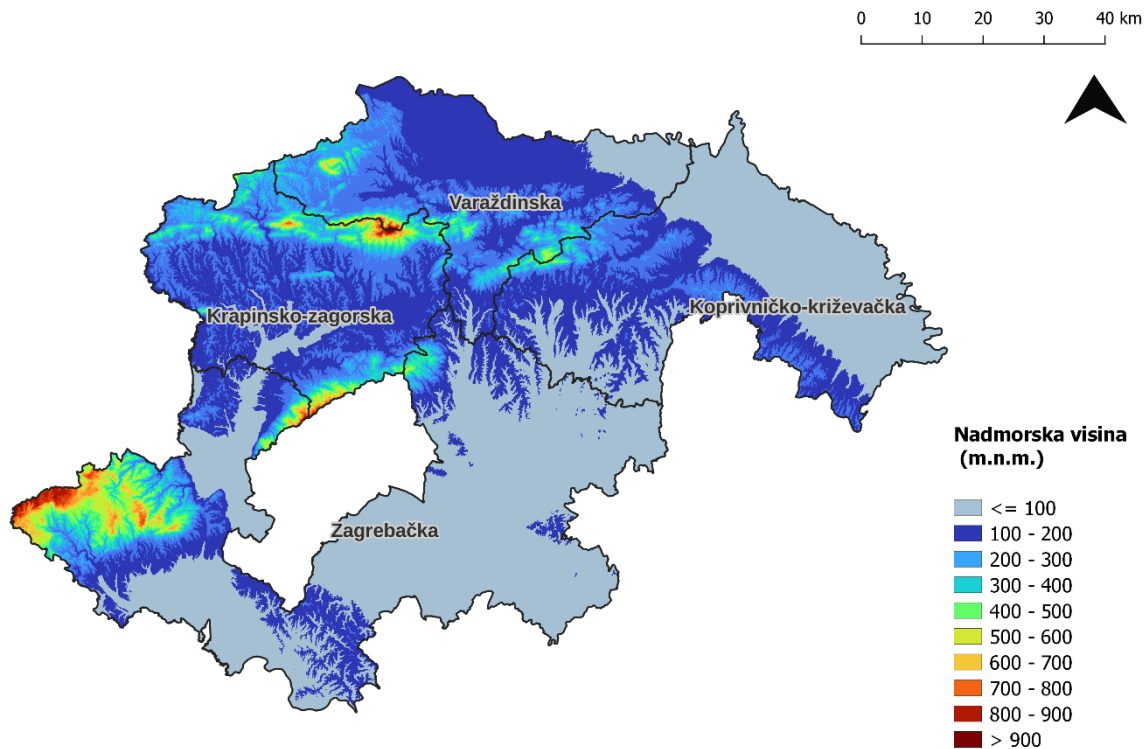 0 10 20 30 40 km
Varaždinska
Krapinsko-zagorska
Koprivničko-križevačka
Zagrebačka
Nadmorska visina
(m.n.m.)
<= 100
100 - 200
200 - 300
300 - 400
400 - 500
500 - 600
600 - 700
700 - 800
800 - 900
> 900